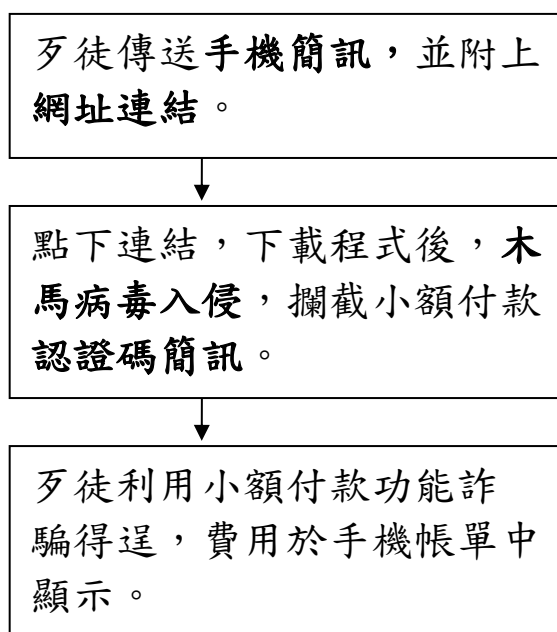 歹徒傳送手機簡訊，並附上
網址連結。
點下連結，下載程式後，木
馬病毒入侵，攔截小額付款
認證碼簡訊。
歹徒利用小額付款功能詐
騙得逞，費用於手機帳單中
顯示。